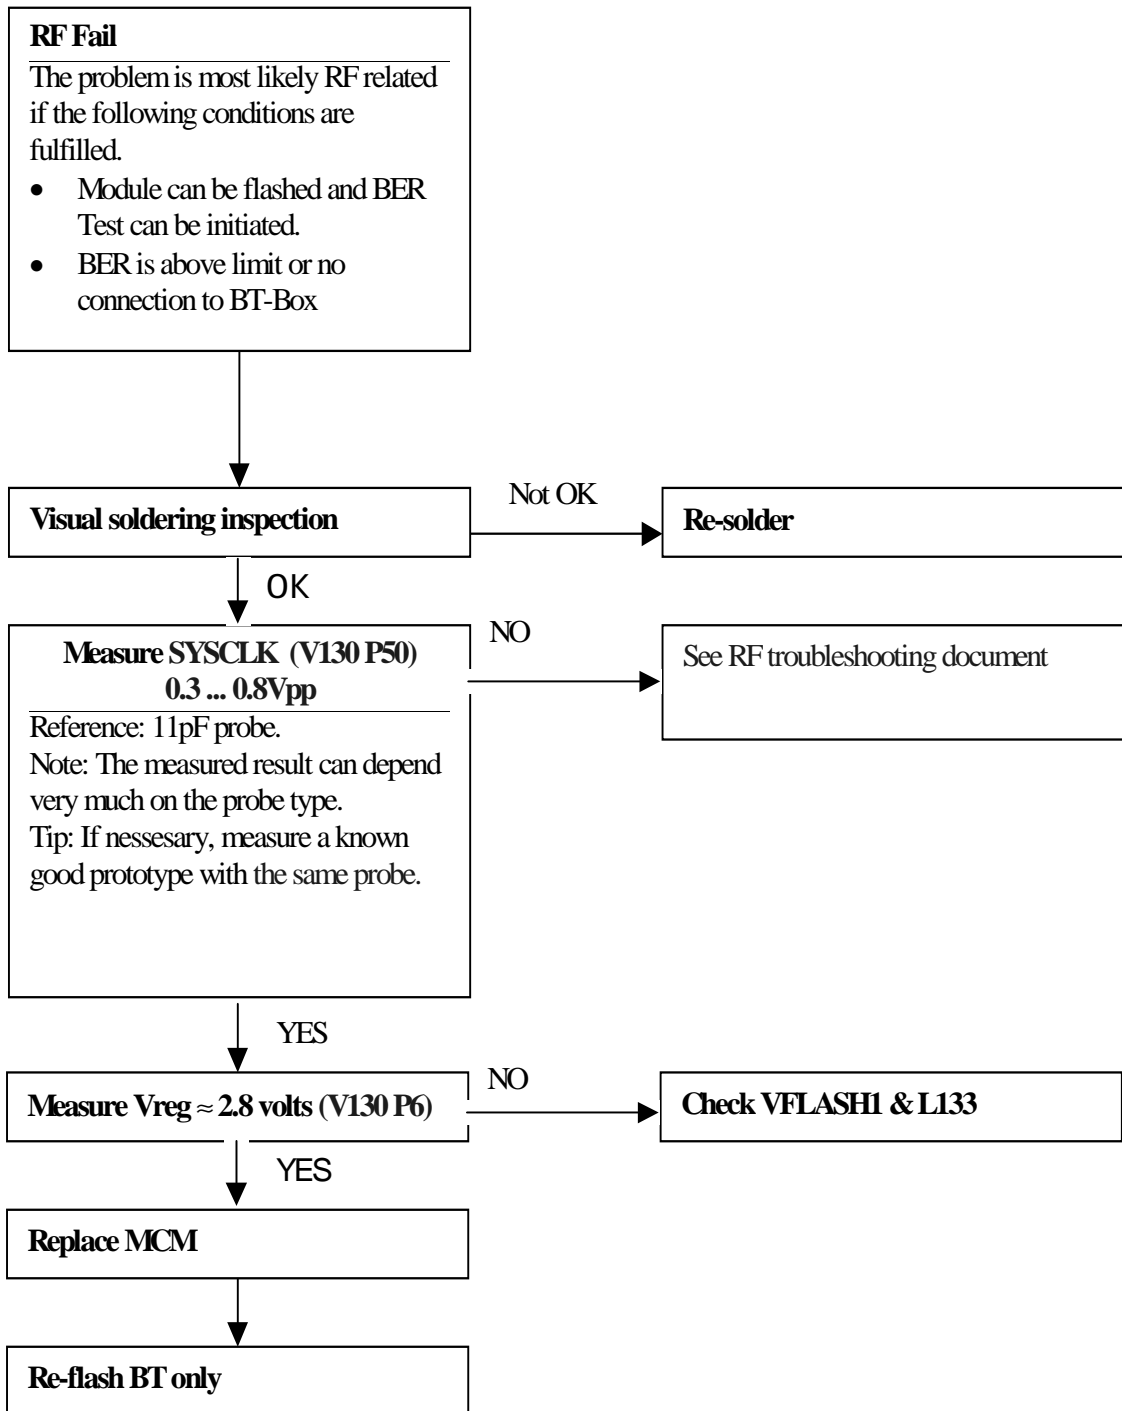 RF Fail
The problem is most likely RF related
if the following conditions are
fulfilled.
• Module can be flashed and BER
Test can be initiated.
• BER is above limit or no
connection to BT-Box
Visual soldering inspection
Not OK
Re-solder
OK
Measure SYSCLK (V130 P50)
0.3 ... 0.8Vpp
Reference: 11pF probe.
Note: The measured result can depend
very much on the probe type.
Tip: If nessesary, measure a known
good prototype with the same probe.
NO
See RF troubleshooting document
YES
Measure Vreg ≈ 2.8 volts (V130 P6)
NO
Check VFLASH1 & L133
YES
Replace MCM
Re-flash BT only